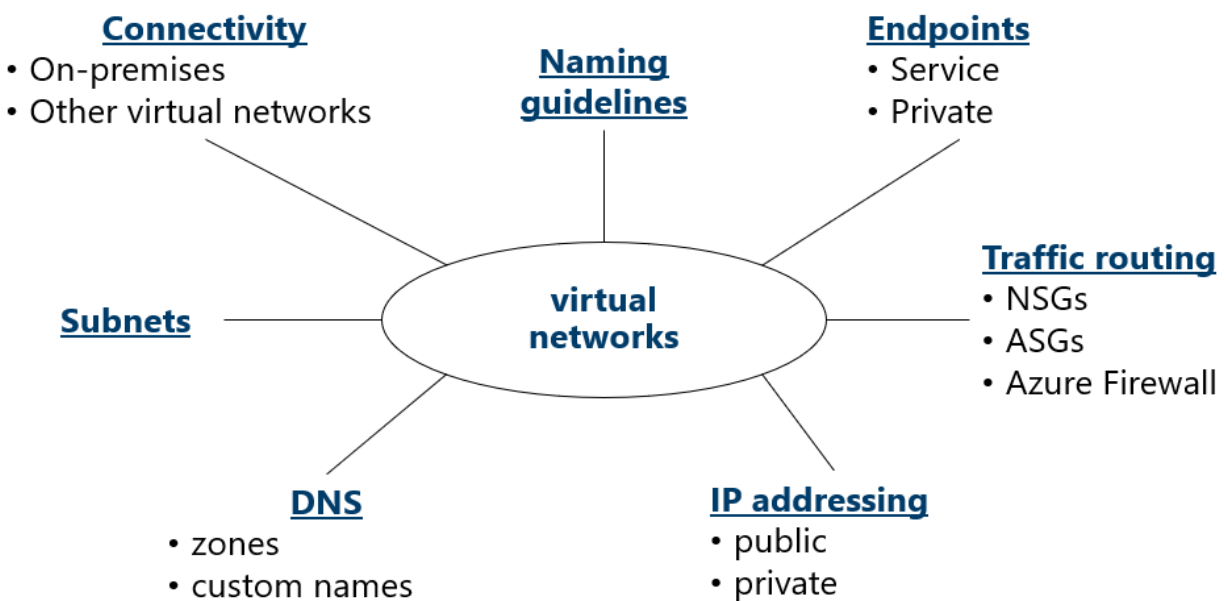 Connectivity
• On-premises
• Other virtual networks
Naming
guidelines
Endpoints
• Service
• Private
Subnets
virtual
networks
Traffic routing
• NSGs
• ASGs
• Azure Firewall
DNS
• zones
• custom names
IP addressing
• public
• private